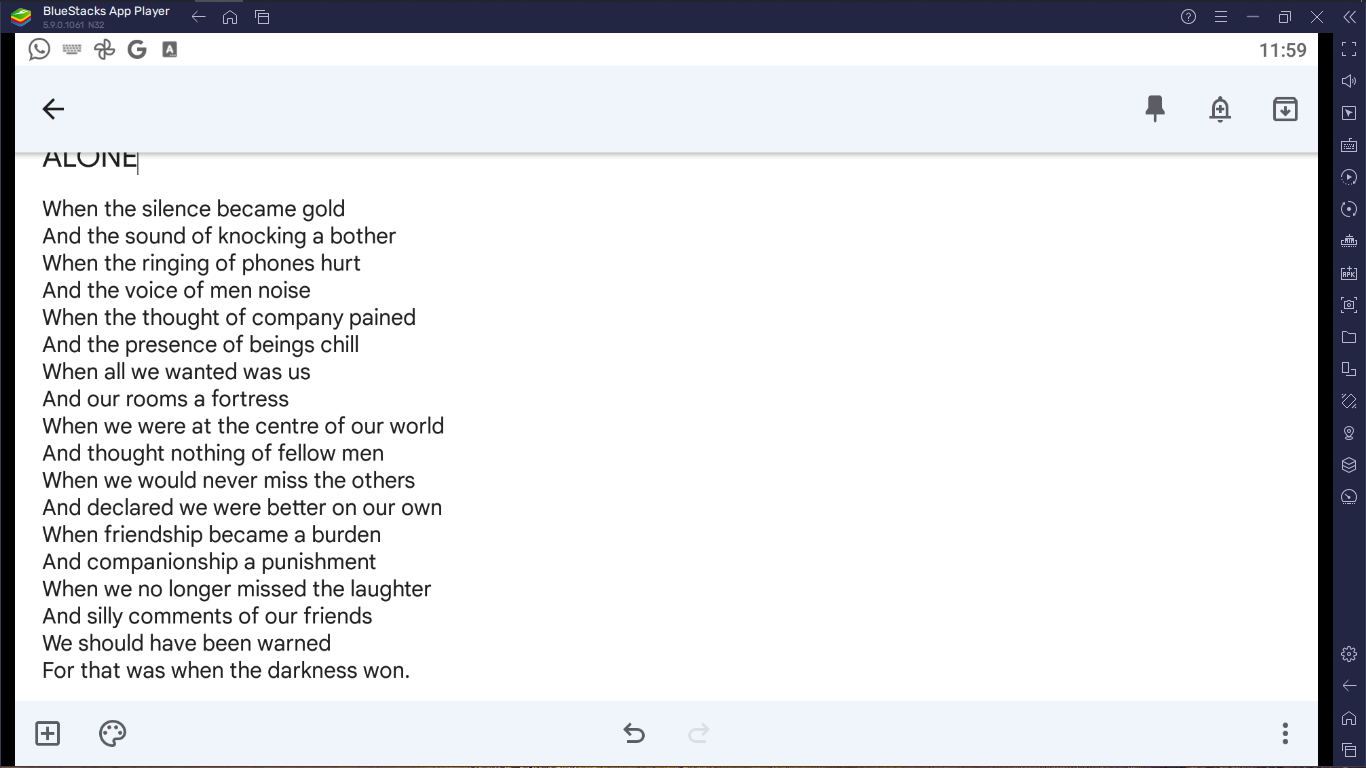 BlueStacks App Player
5.9.0.1061 N32
11:59
ALONE
When the silence became gold
And the sound of knocking a bother
When the ringing of phones hurt
And the voice of men noise
When the thought of company pained
And the presence of beings chill
When all we wanted was us
And our rooms a fortress
When we were at the centre of our world
And thought nothing of fellow men
When we would never miss the others
And declared we were better on our own
When friendship became a burden
And companionship a punishment
When we no longer missed the laughter
And silly comments of our friends
We should have been warned
For that was when the darkness won.